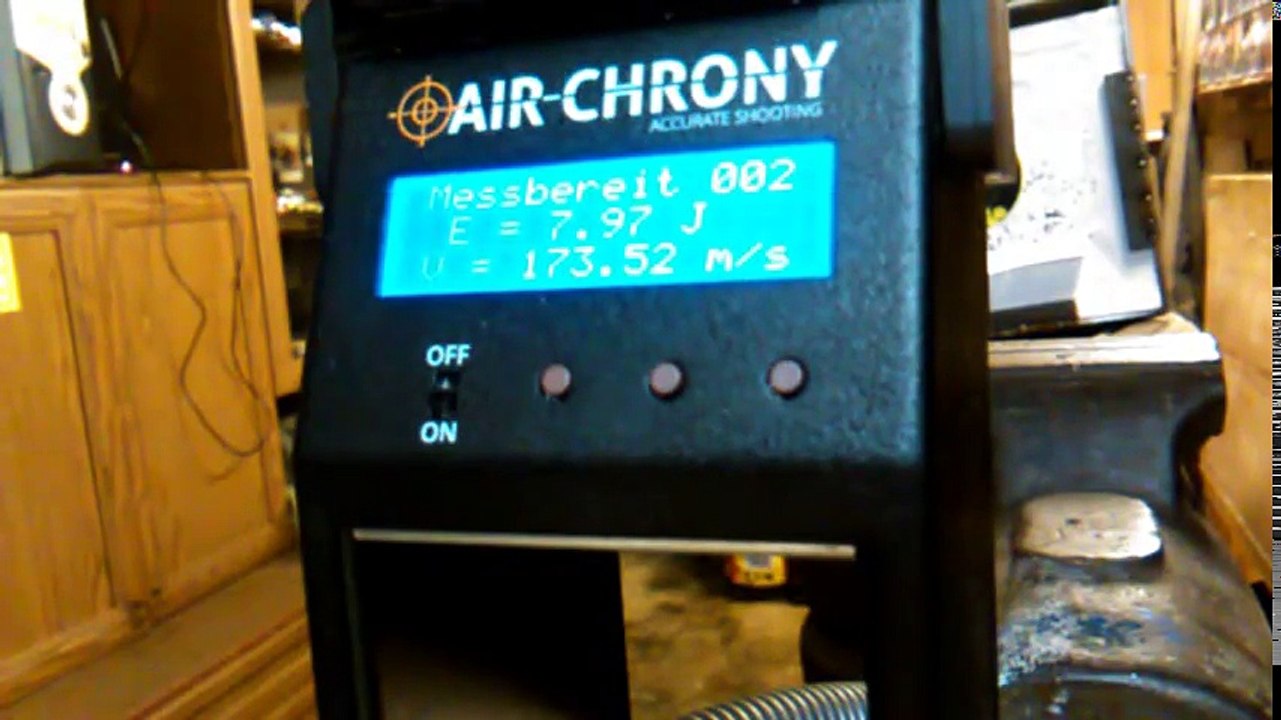 AIR-CHRONY
ACCURATE SHOOTING
Messbereit 002
E = 7.97 J
v = 173.52 m/s
OFF
ON